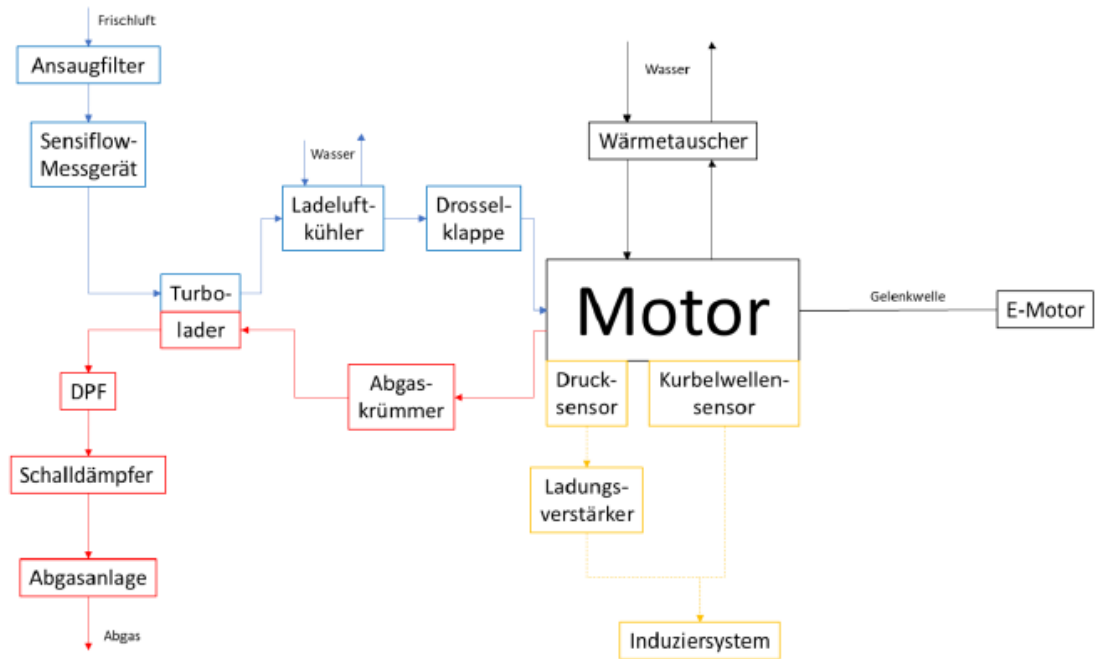 Frischluft
Ansaugfilter
Sensiflow-
Messgerät
Wasser
Ladeluft-
kühler
Drossel-
klappe
Turbo-
lader
DPF
Schalldämpfer
Abgasanlage
Abgas
Abgas-
krümmer
Wasser
Wärmetauscher
Motor
Gelenkwelle
E-Motor
Druck-
sensor
Kurbelwellen-
sensor
Ladungs-
verstärker
Induziersystem